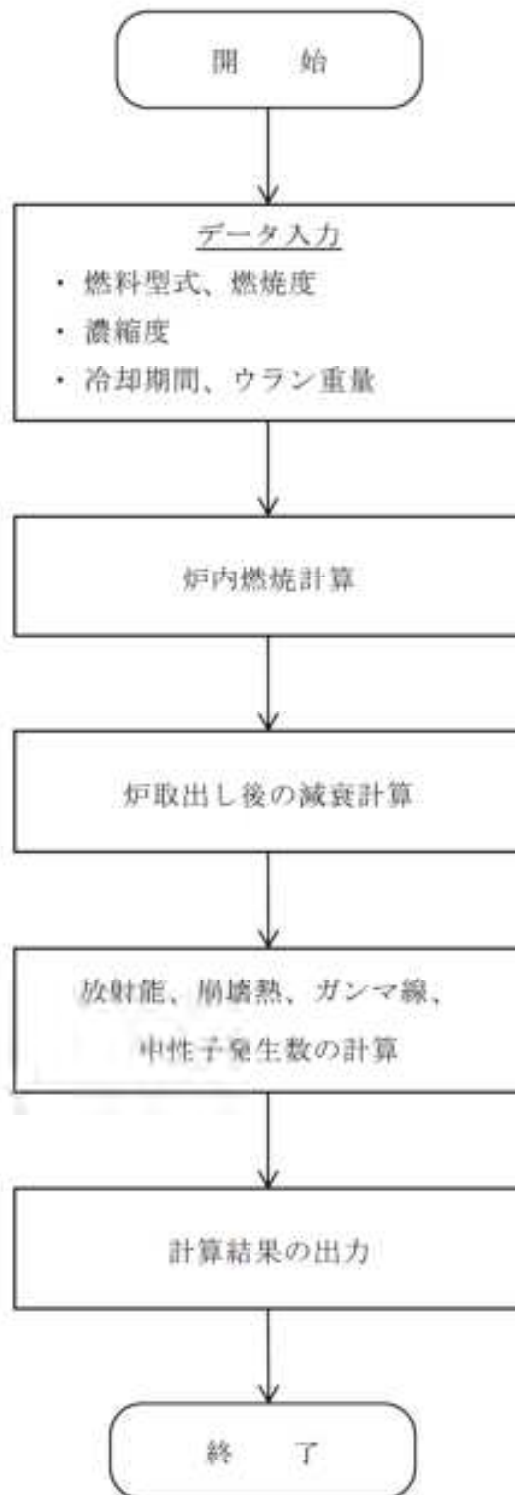 開　始
データ入力
・ 燃料型式、燃焼度
・ 濃縮度
・ 冷却期間、ウラン重量
炉内燃焼計算
炉取出し後の減衰計算
放射能、崩壊熱、ガンマ線、
中性子発生数の計算
計算結果の出力
終　了